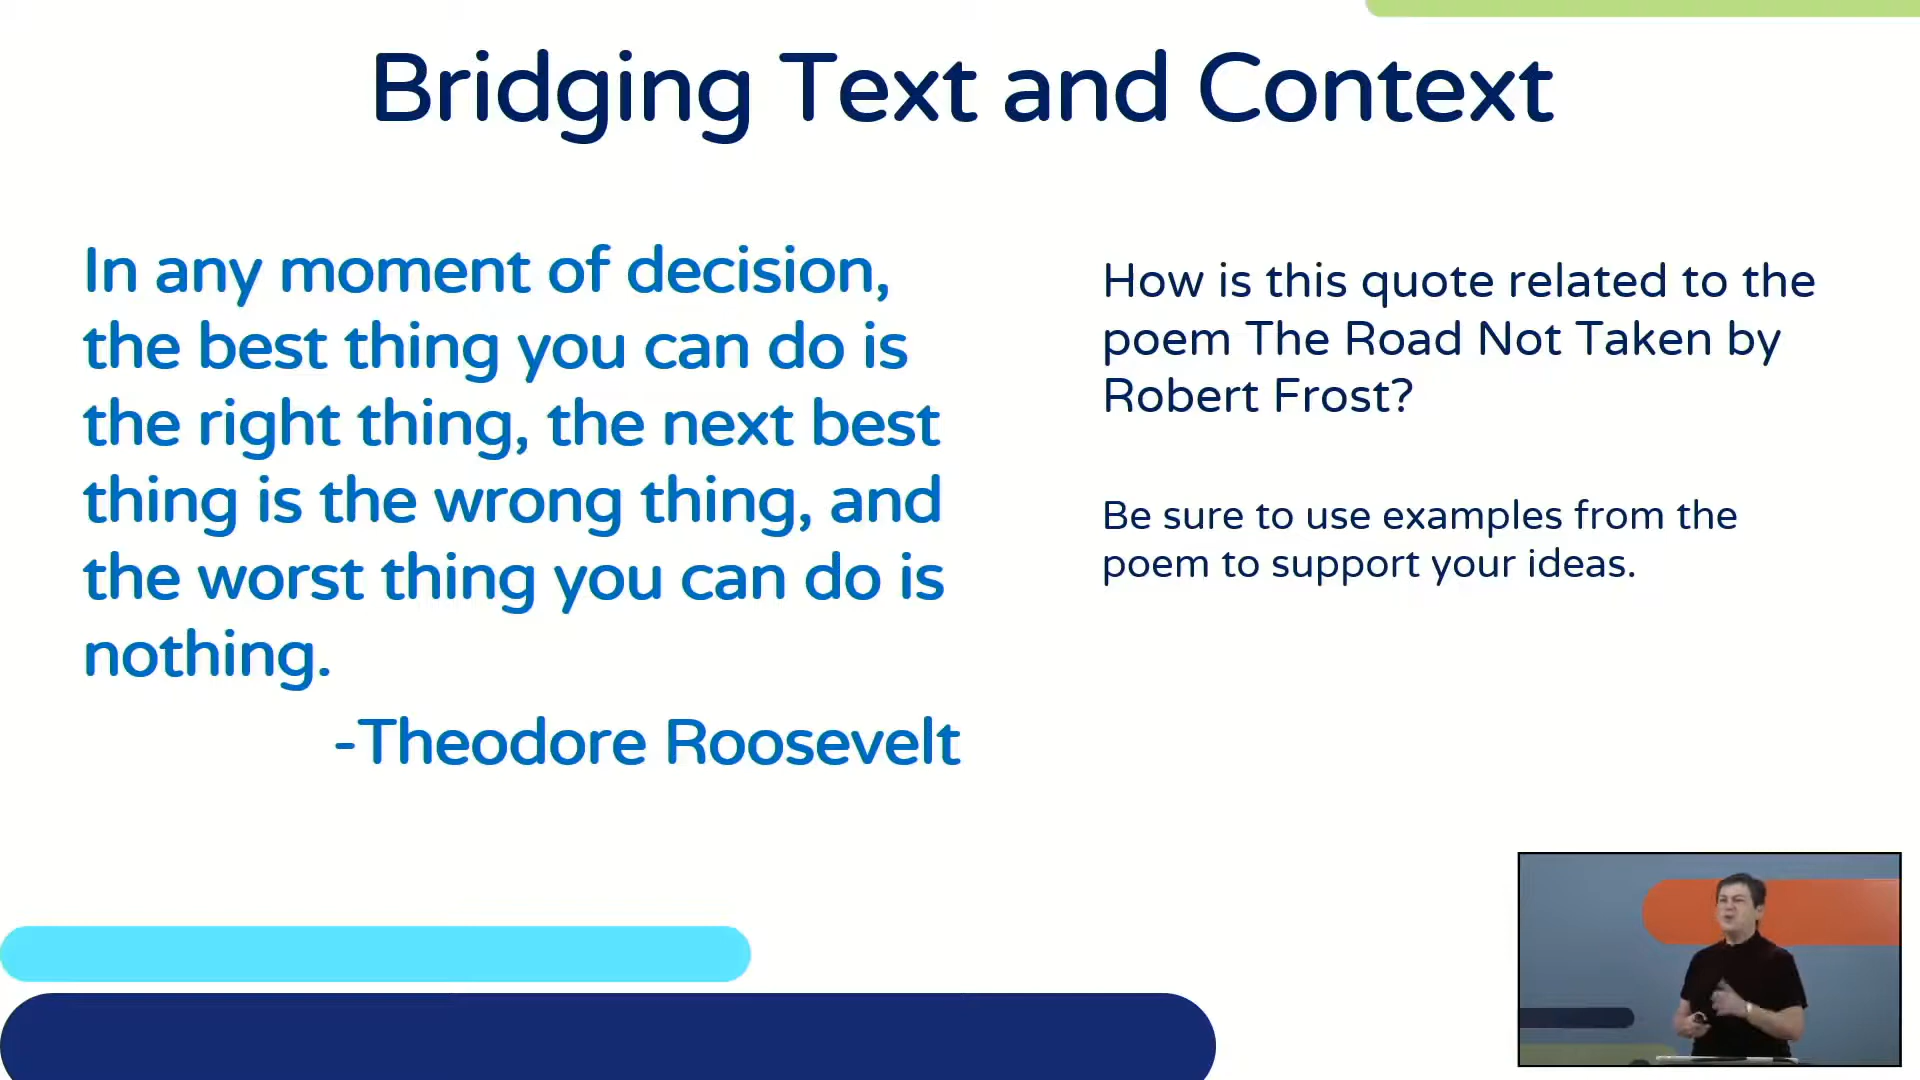 Bridging Text and Context
In any moment of decision,
the best thing you can do is
the right thing, the next best
thing is the wrong thing, and
the worst thing you can do is
nothing.
-Theodore Roosevelt
How is this quote related to the
poem The Road Not Taken by
Robert Frost?
Be sure to use examples from the
poem to support your ideas.